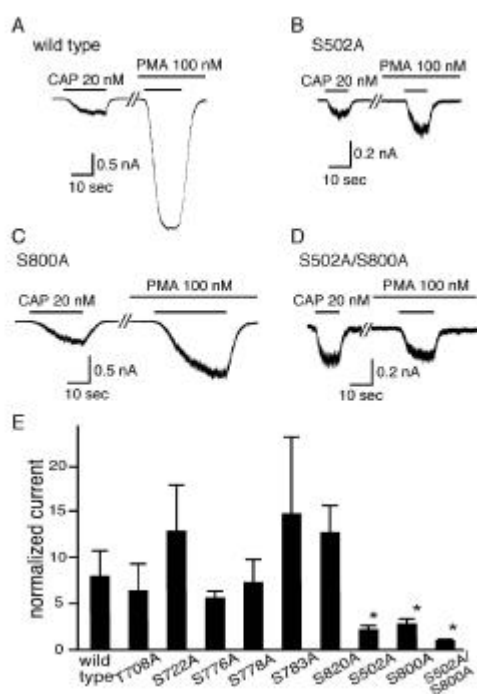 A
wild type
CAP 20 nM
PMA 100 nM
0.5 nA
10 sec
B
S502A
CAP 20 nM
PMA 100 nM
0.2 nA
10 sec
C
S800A
CAP 20 nM
PMA 100 nM
0.5 nA
10 sec
D
S502A/S800A
CAP 20 nM
PMA 100 nM
0.2 nA
10 sec
E
normalized current
20
15
10
5
0
* * *
wild type
T708A
S722A
S776A
S778A
S783A
S820A
S502A
S800A
S502A/
S800A